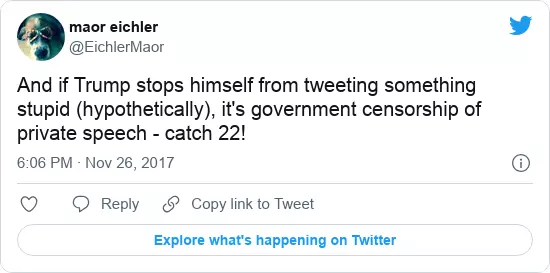 maor eichler
@EichlerMaor
And if Trump stops himself from tweeting something
stupid (hypothetically), it's government censorship of
private speech - catch 22!
6:06 PM · Nov 26, 2017
Reply
Copy link to Tweet
Explore what's happening on Twitter